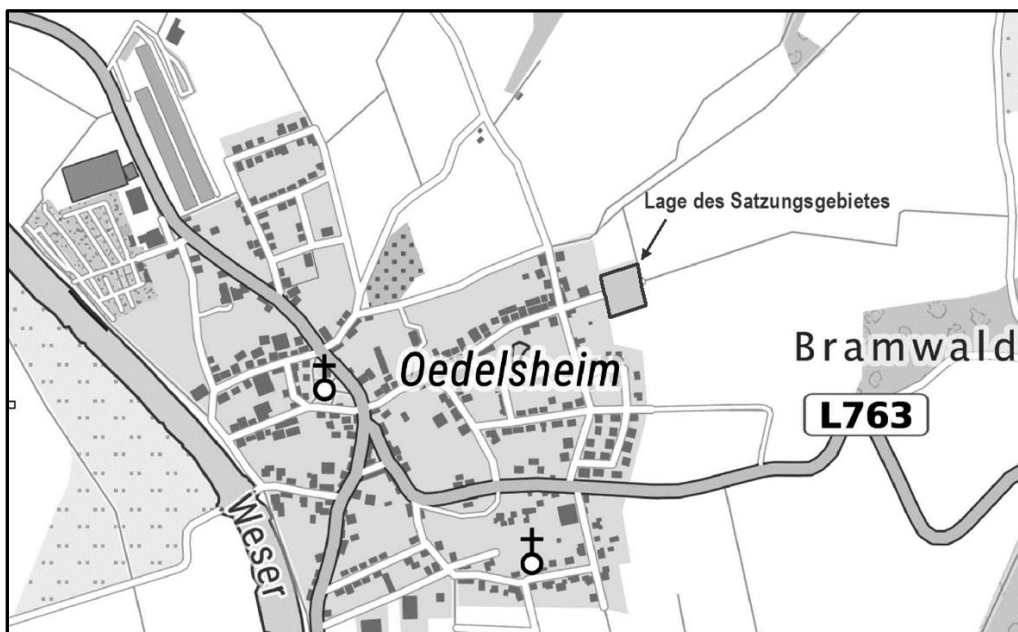 Lage des Satzungsgebietes
Bramwald
Oedelsheim
L763
Weser